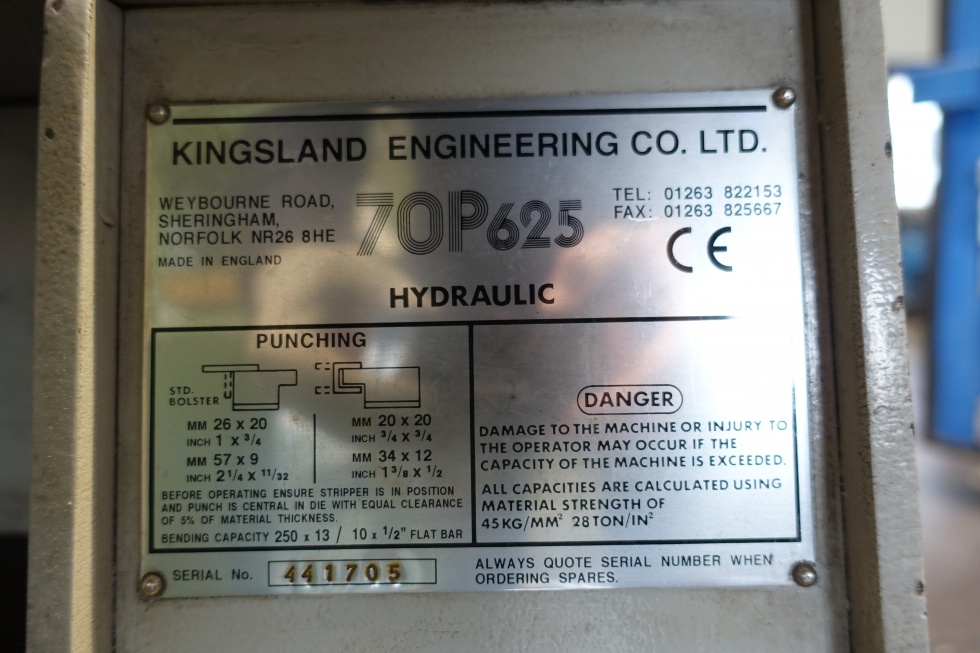 KINGSLAND ENGINEERING CO. LTD.
WEYBOURNE ROAD,
SHERINGHAM,
NORFOLK NR26 8HE
MADE IN ENGLAND
70P625
TEL: 01263 822153
FAX: 01263 825667
CE
HYDRAULIC
PUNCHING
STD.
BOLSTER
MM 26 x 20
INCH 1 x 3/4
MM 57 x 9
INCH 2 1/4 x 11/32
MM 20 x 20
INCH 3/4 x 3/4
MM 34 x 12
INCH 1 3/8 x 1/2
BEFORE OPERATING ENSURE STRIPPER IS IN POSITION
AND PUNCH IS CENTRAL IN DIE WITH EQUAL CLEARANCE
OF 5% OF MATERIAL THICKNESS.
BENDING CAPACITY 250 x 13 / 10 x 1/2" FLAT BAR
DANGER
DAMAGE TO THE MACHINE OR INJURY TO
THE OPERATOR MAY OCCUR IF THE
CAPACITY OF THE MACHINE IS EXCEEDED.
ALL CAPACITIES ARE CALCULATED USING
MATERIAL STRENGTH OF
45KG/MM² 28TON/IN²
SERIAL No. 441705
ALWAYS QUOTE SERIAL NUMBER WHEN
ORDERING SPARES.